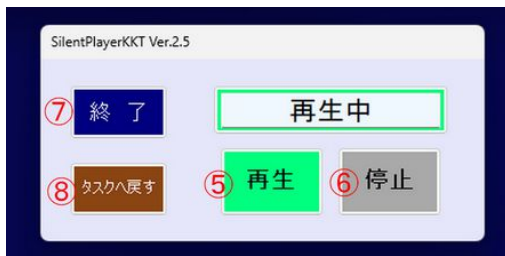 SilentPlayerKKT Ver.2.5
⑦ 終 了
再生中
⑧ タスクへ戻す
⑤ 再生
⑥ 停止